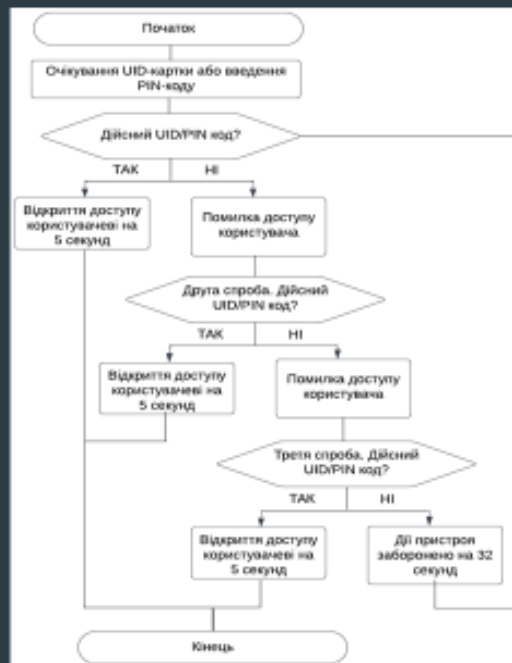 Початок
Очікування UID-картки або введення
PIN-коду
Дійсний UID/PIN код?
ТАК
НІ
Відкриття доступу
користувачеві на
5 секунд
Помилка доступу
користувача
Друга спроба. Дійсний
UID/PIN код?
ТАК
НІ
Відкриття доступу
користувачеві на
5 секунд
Помилка доступу
користувача
Третя спроба. Дійсний
UID/PIN код?
ТАК
НІ
Відкриття доступу
користувачеві на
5 секунд
Дії пристроя
заборонено на 32
секунд
Кінець